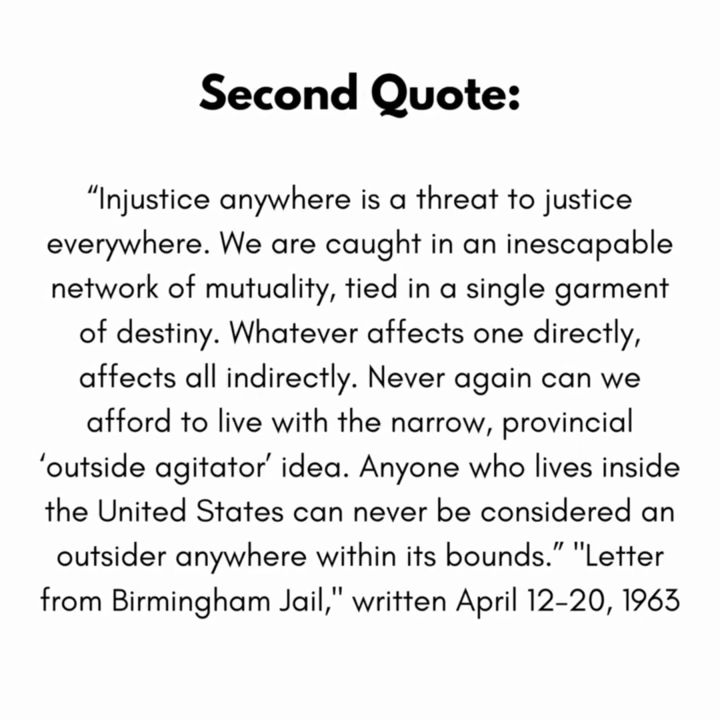 Second Quote:
“Injustice anywhere is a threat to justice
everywhere. We are caught in an inescapable
network of mutuality, tied in a single garment
of destiny. Whatever affects one directly,
affects all indirectly. Never again can we
afford to live with the narrow, provincial
‘outside agitator’ idea. Anyone who lives inside
the United States can never be considered an
outsider anywhere within its bounds.” "Letter
from Birmingham Jail," written April 12–20, 1963